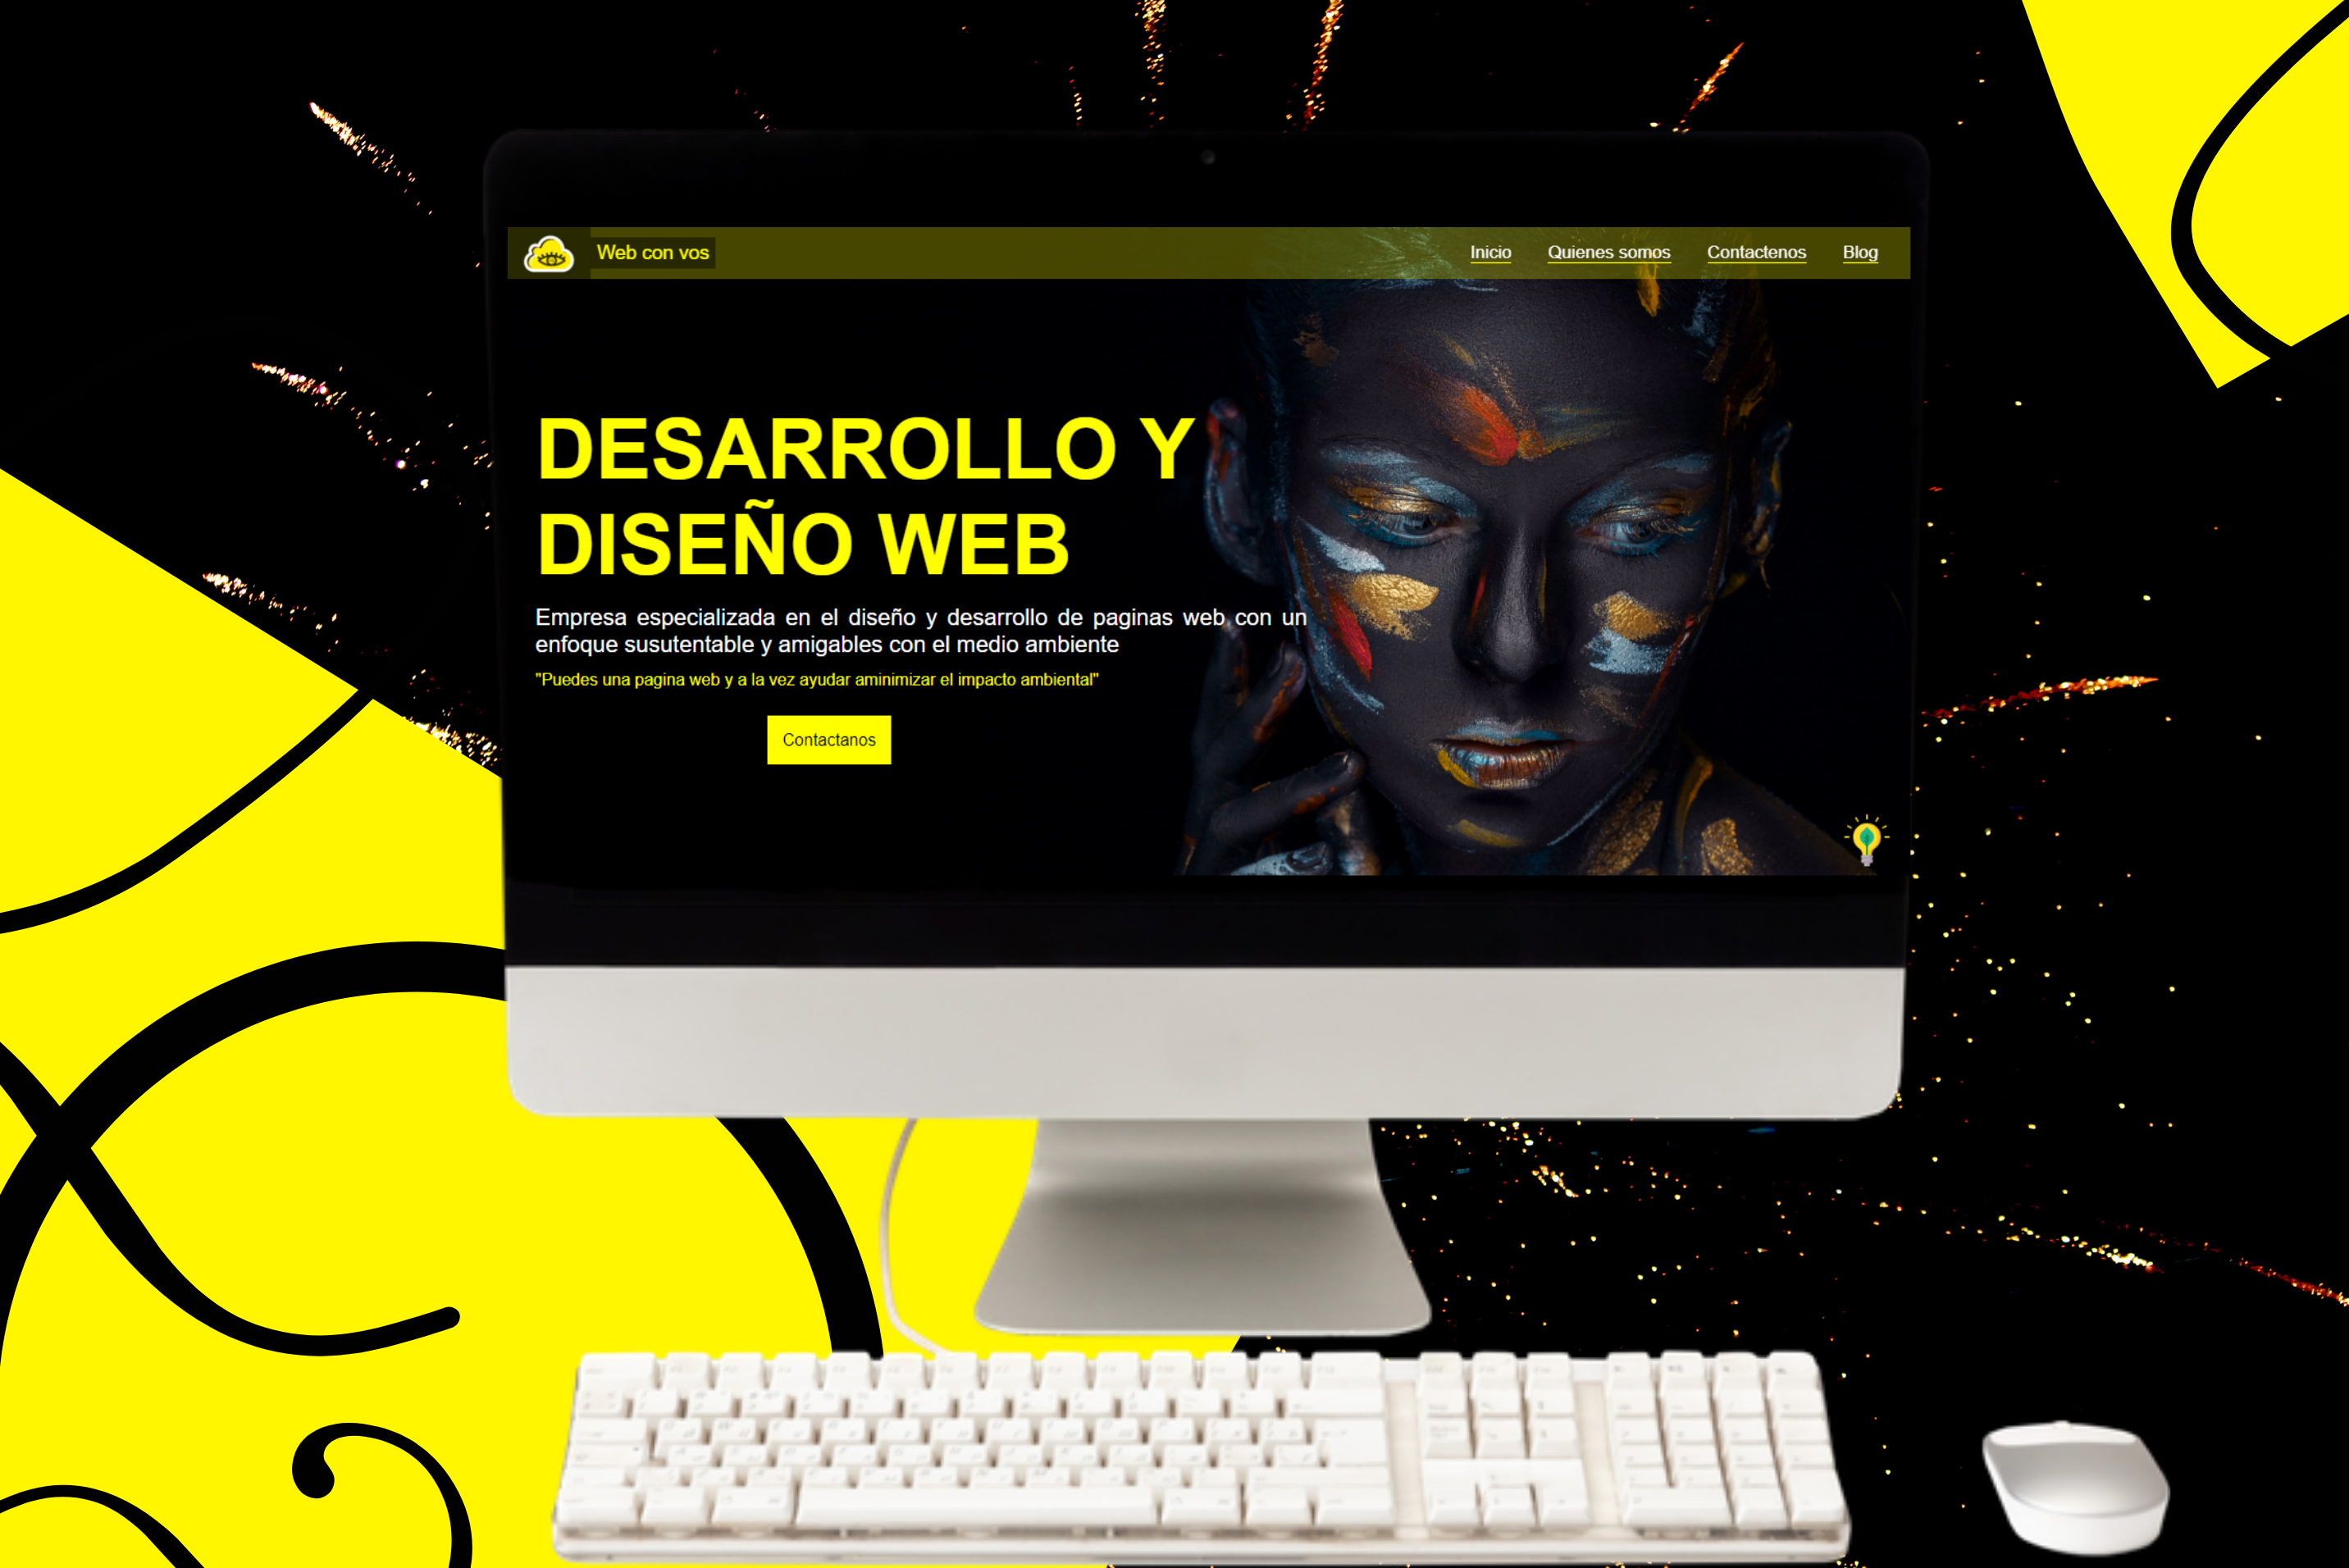 Web con vos
Inicio Quienes somos Contactenos Blog
DESARROLLO Y
DISEÑO WEB
Empresa especializada en el diseño y desarrollo de paginas web con un
enfoque susutentable y amigables con el medio ambiente
"Puedes una pagina web y a la vez ayudar aminimizar el impacto ambiental"
Contactanos